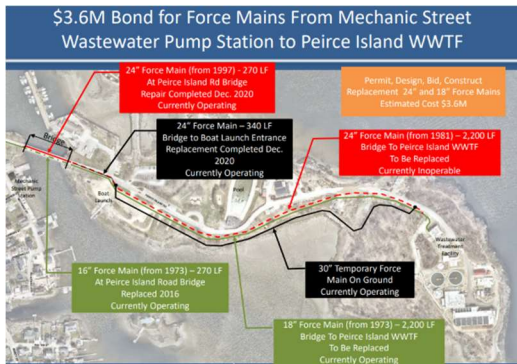 $3.6M Bond for Force Mains From Mechanic Street
Wastewater Pump Station to Peirce Island WWTF
24" Force Main (from 1997) - 270 LF
At Peirce Island Rd Bridge
Repair Completed Dec. 2020
Currently Operating
Permit, Design, Bid, Construct
Replacement 24" and 18" Force Mains
Estimated Cost $3.6M
24" Force Main – 340 LF
Bridge to Boat Launch Entrance
Replacement Completed Dec.
2020
Currently Operating
24" Force Main (from 1981) – 2,200 LF
Bridge To Peirce Island WWTF
To Be Replaced
Currently Inoperable
Bridge
Mechanic
Street Pump
Station
Boat
Launch
Pool
Wastewater
Treatment
Facility
16" Force Main (from 1973) – 270 LF
At Peirce Island Road Bridge
Replaced 2016
Currently Operating
30" Temporary Force
Main On Ground
Currently Operating
18" Force Main (from 1973) – 2,200 LF
Bridge To Peirce Island WWTF
To Be Replaced
Currently Operating